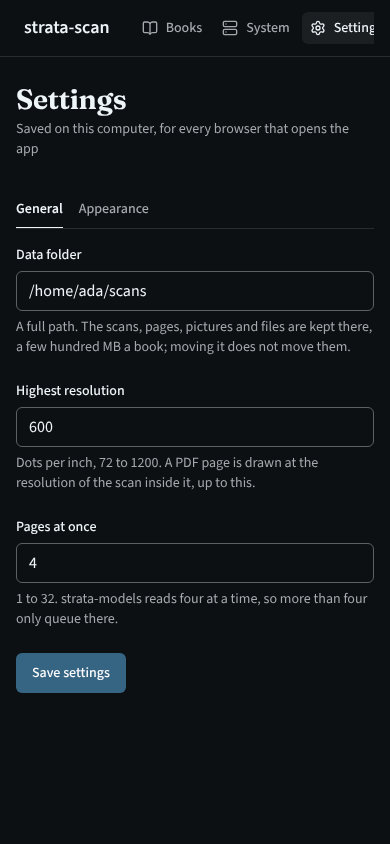 strata-scan
Books
System
Setting
Settings
Saved on this computer, for every browser that opens the
app
General
Appearance
Data folder
/home/ada/scans
A full path. The scans, pages, pictures and files are kept there,
a few hundred MB a book; moving it does not move them.
Highest resolution
600
Dots per inch, 72 to 1200. A PDF page is drawn at the
resolution of the scan inside it, up to this.
Pages at once
4
1 to 32. strata-models reads four at a time, so more than four
only queue there.
Save settings